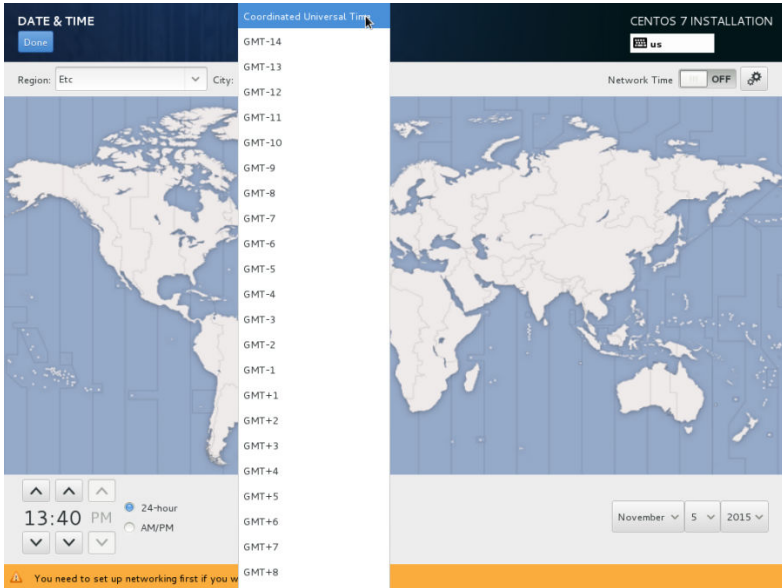 DATE & TIME
Done
CENTOS 7 INSTALLATION
us
Region: Etc
City:
Network Time OFF
Coordinated Universal Time
GMT-14
GMT-13
GMT-12
GMT-11
GMT-10
GMT-9
GMT-8
GMT-7
GMT-6
GMT-5
GMT-4
GMT-3
GMT-2
GMT-1
GMT+1
GMT+2
GMT+3
GMT+4
GMT+5
GMT+6
GMT+7
GMT+8
13:40 PM
24-hour
AM/PM
November 5 2015
You need to set up networking first if you w